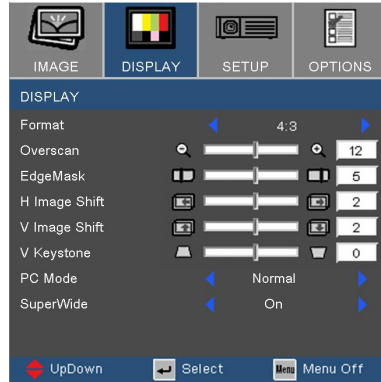 IMAGE DISPLAY SETUP OPTIONS
DISPLAY
Format 4:3
Overscan 12
EdgeMask 5
H Image Shift 2
V Image Shift 2
V Keystone 0
PC Mode Normal
SuperWide On
UpDown Select Menu Menu Off